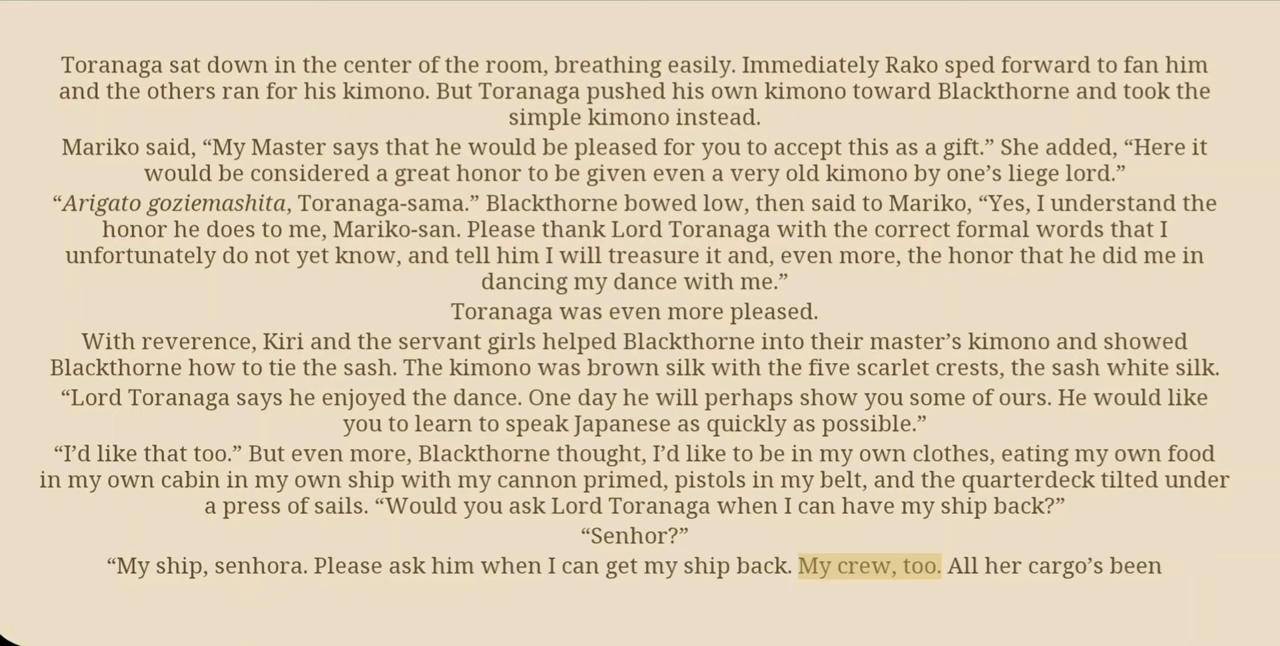 Toranaga sat down in the center of the room, breathing easily. Immediately Rako sped forward to fan him
and the others ran for his kimono. But Toranaga pushed his own kimono toward Blackthorne and took the
simple kimono instead.
Mariko said, “My Master says that he would be pleased for you to accept this as a gift.” She added, “Here it
would be considered a great honor to be given even a very old kimono by one’s liege lord.”
“Arigato goziemashita, Toranaga-sama.” Blackthorne bowed low, then said to Mariko, “Yes, I understand the
honor he does to me, Mariko-san. Please thank Lord Toranaga with the correct formal words that I
unfortunately do not yet know, and tell him I will treasure it and, even more, the honor that he did me in
dancing my dance with me.”
Toranaga was even more pleased.
With reverence, Kiri and the servant girls helped Blackthorne into their master’s kimono and showed
Blackthorne how to tie the sash. The kimono was brown silk with the five scarlet crests, the sash white silk.
“Lord Toranaga says he enjoyed the dance. One day he will perhaps show you some of ours. He would like
you to learn to speak Japanese as quickly as possible.”
“I’d like that too.” But even more, Blackthorne thought, I’d like to be in my own clothes, eating my own food
in my own cabin in my own ship with my cannon primed, pistols in my belt, and the quarterdeck tilted under
a press of sails. “Would you ask Lord Toranaga when I can have my ship back?”
“Senhor?”
“My ship, senhora. Please ask him when I can get my ship back. My crew, too. All her cargo’s been